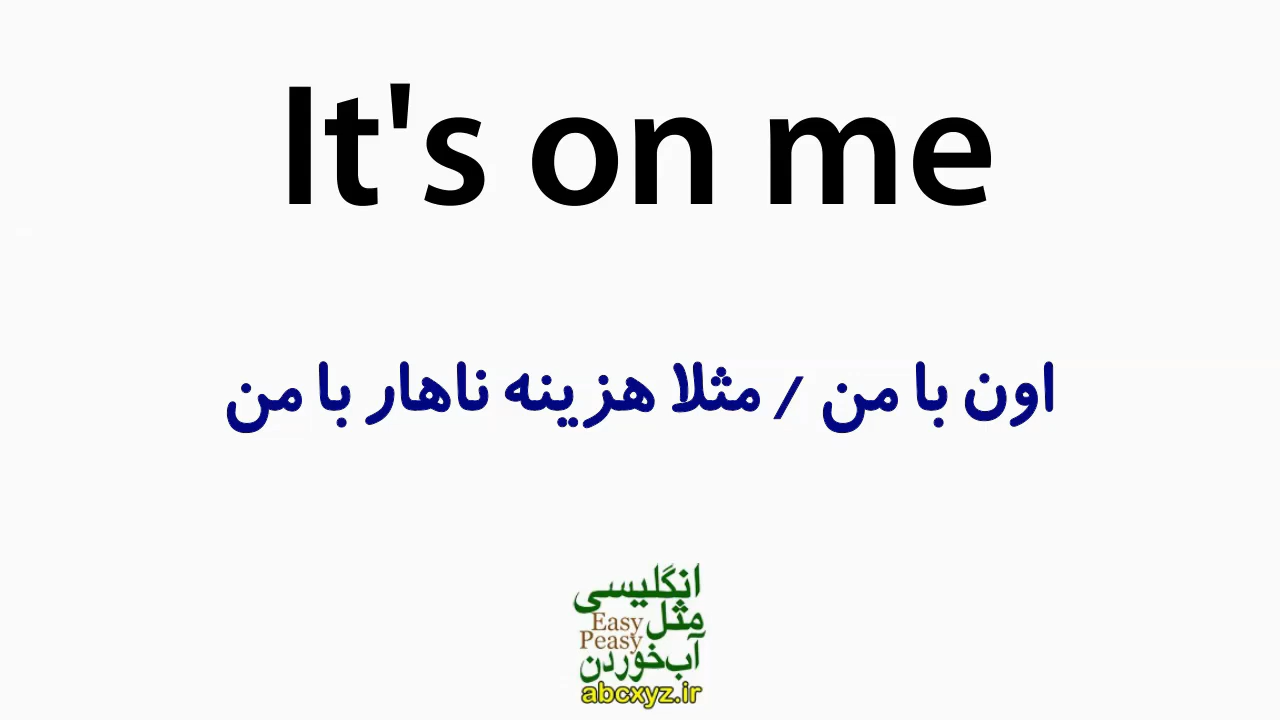 It's on me
اون با من / مثلا هزینه ناهار با من
انگلیسی
مثل
Easy
Peasy
آب‌خوردن
abcxyz.ir